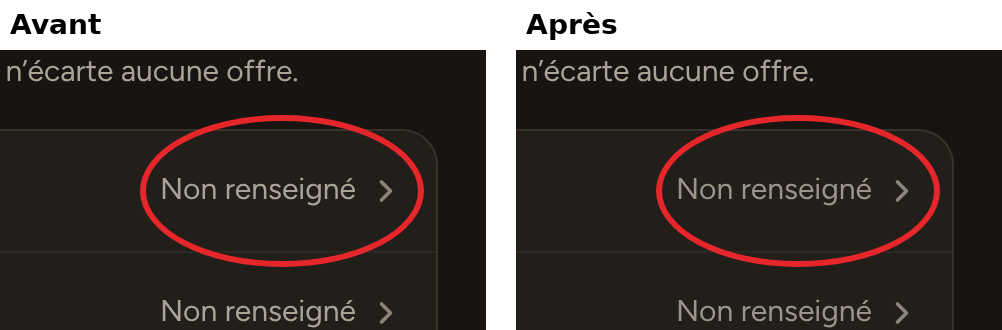 Avant
Après
n’écarte aucune offre.
n’écarte aucune offre.
Non renseigné
Non renseigné
Non renseigné
Non renseigné